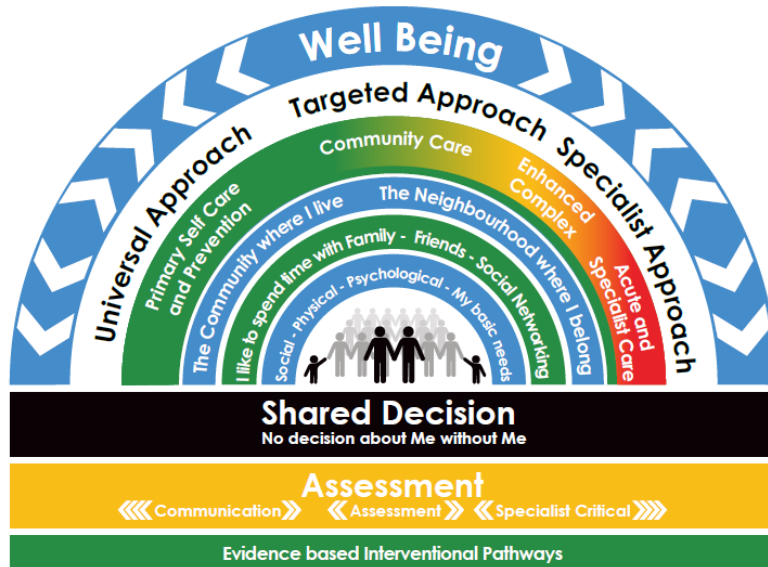 Well Being
Universal Approach
Targeted Approach
Specialist Approach
Primary Self Care
and Prevention
Community Care
Enhanced
Complex
Acute and
Specialist Care
The Community where I live
The Neighbourhood where I belong
I like to spend time with Family - Friends - Social Networking
Social - Physical - Psychological - My basic needs
Shared Decision
No decision about Me without Me
Assessment
Communication
Assessment
Specialist Critical
Evidence based Interventional Pathways